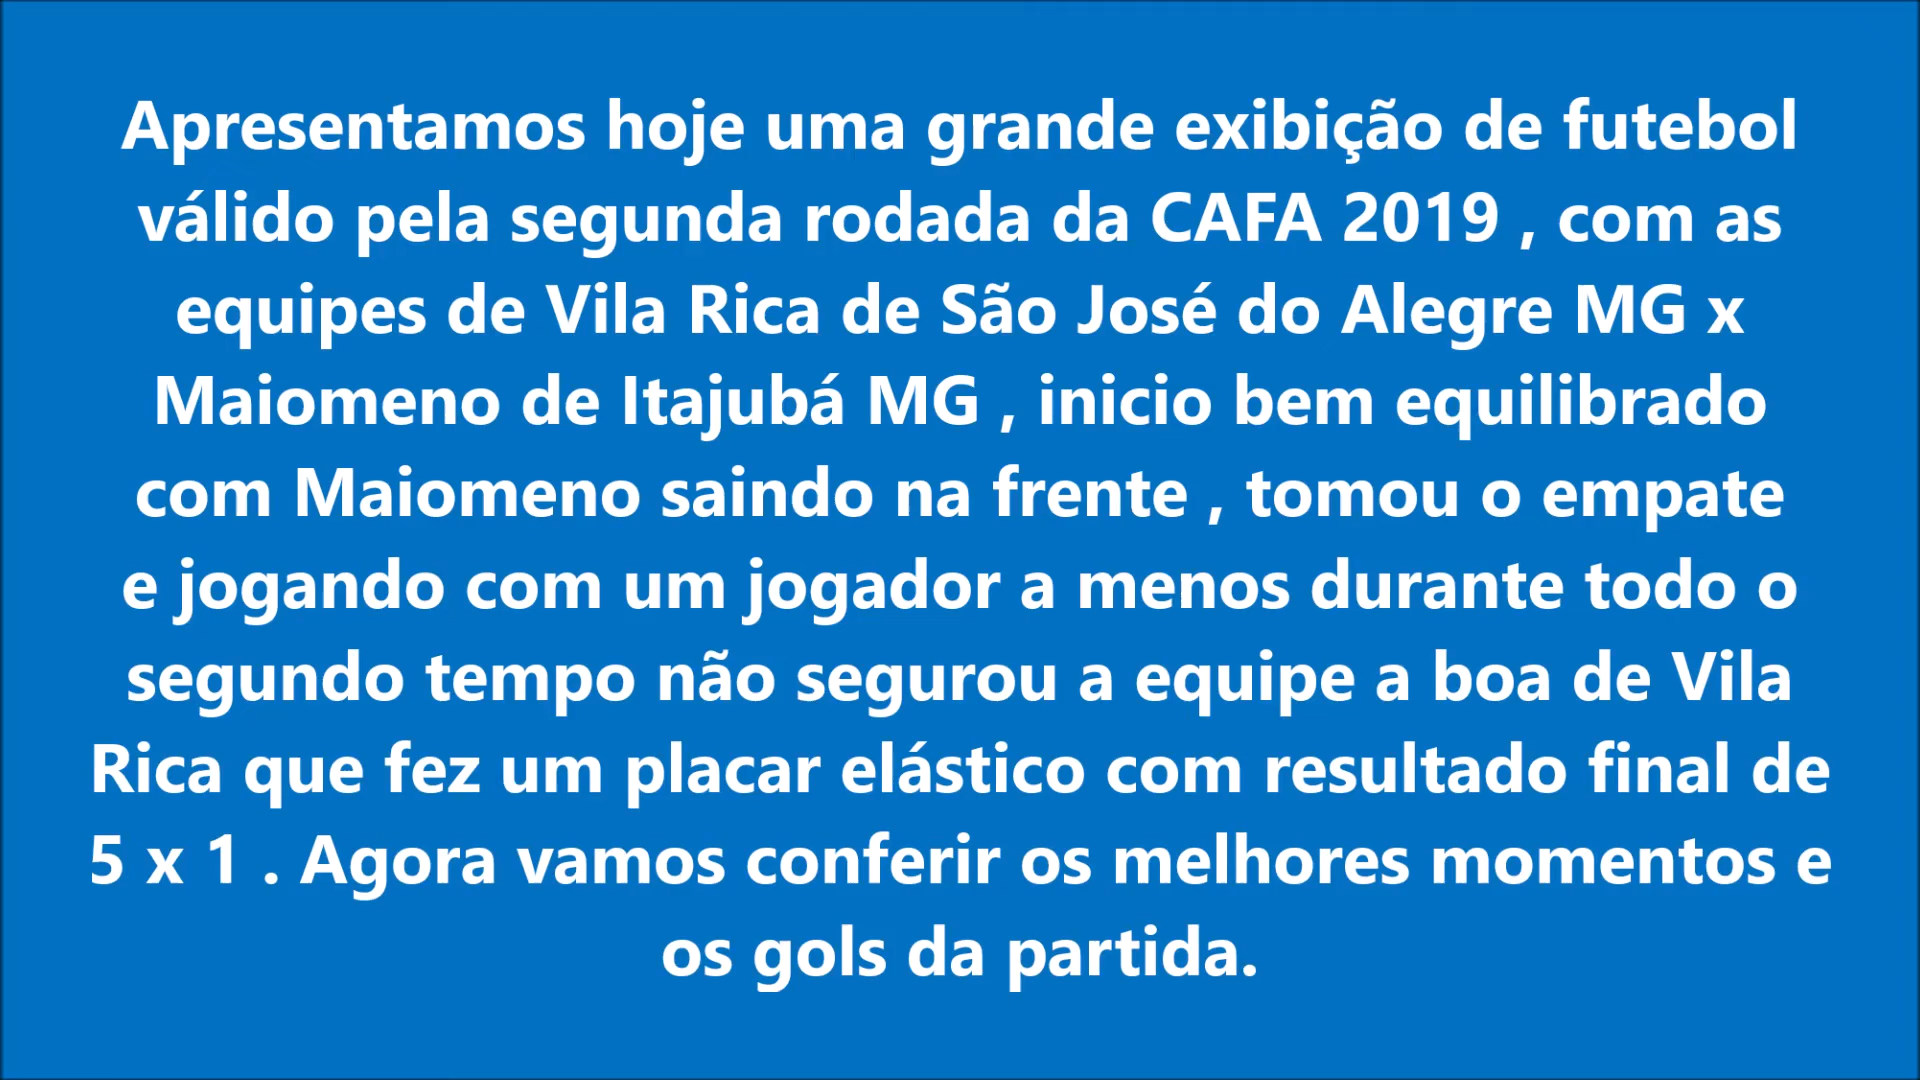 Apresentamos hoje uma grande exibição de futebol
válido pela segunda rodada da CAFA 2019 , com as
equipes de Vila Rica de São José do Alegre MG x
Maiomeno de Itajubá MG , inicio bem equilibrado
com Maiomeno saindo na frente , tomou o empate
e jogando com um jogador a menos durante todo o
segundo tempo não segurou a equipe a boa de Vila
Rica que fez um placar elástico com resultado final de
5 x 1 . Agora vamos conferir os melhores momentos e
os gols da partida.